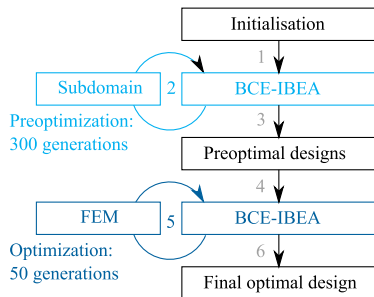 Initialisation
1
Subdomain 2 BCE-IBEA
Preoptimization: 3
300 generations
Preoptimal designs
4
FEM 5 BCE-IBEA
Optimization: 6
50 generations
Final optimal design